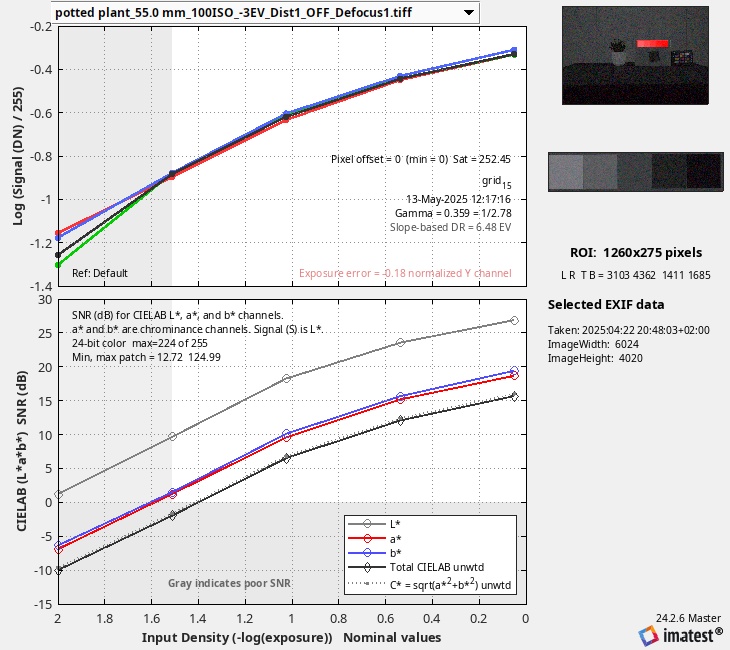 potted plant_55.0 mm_100ISO_-3EV_Dist1_OFF_Defocus1.tiff
-0.2
-0.4
-0.6
-0.8
-1
-1.2
-1.4
Log (Signal (DN) / 255)
Pixel offset = 0 (min = 0) Sat = 252.45
grid15
13-May-2025 12:17:16
Gamma = 0.359 = 1/2.78
Slope-based DR = 6.48 EV
Ref: Default
Exposure error = -0.18 normalized Y channel
30
25
20
15
10
5
0
-5
-10
-15
CIELAB (L*a*b*) SNR (dB)
SNR (dB) for CIELAB L*, a*, and b* channels.
a* and b* are chrominance channels. Signal (S) is L*.
24-bit color max=224 of 255
Min, max patch = 12.72 124.99
L*
a*
b*
Total CIELAB unwtd
C* = sqrt(a*2+b*2) unwtd
Gray indicates poor SNR
2 1.8 1.6 1.4 1.2 1 0.8 0.6 0.4 0.2 0
Input Density (-log(exposure)) Nominal values
ROI: 1260x275 pixels
L R T B = 3103 4362 1411 1685
Selected EXIF data
Taken: 2025:04:22 20:48:03+02:00
ImageWidth: 6024
ImageHeight: 4020
24.2.6 Master
imatest®